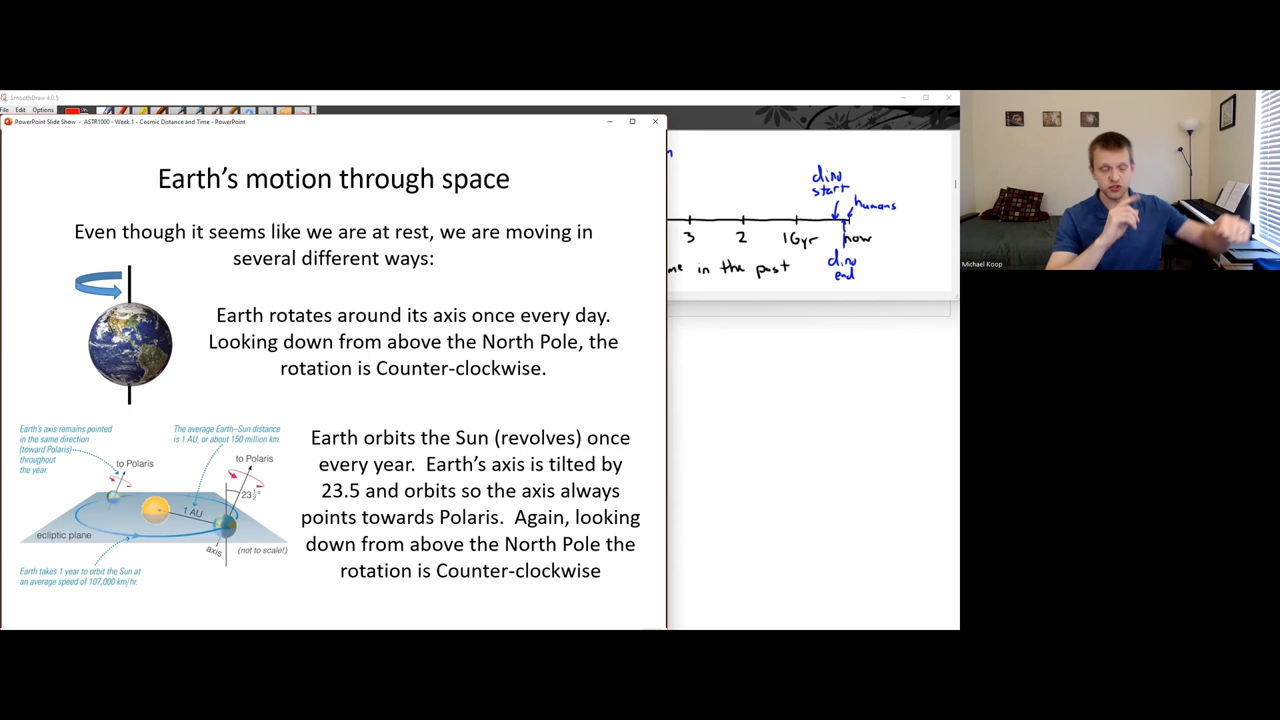 SmoothDraw 4.0.5
File Edit Options
PowerPoint Slide Show - ASTR1000 - Week 1 - Cosmic Distance and Time - PowerPoint
Earth's motion through space
Even though it seems like we are at rest, we are moving in
several different ways:
Earth rotates around its axis once every day.
Looking down from above the North Pole, the
rotation is Counter-clockwise.
Earth's axis remains pointed
in the same direction
(toward Polaris)
throughout
the year.
The average Earth–Sun distance
is 1 AU, or about 150 million km.
to Polaris
to Polaris
23½°
1 AU
ecliptic plane
axis
(not to scale!)
Earth takes 1 year to orbit the Sun at
an average speed of 107,000 km/hr.
Earth orbits the Sun (revolves) once
every year. Earth's axis is tilted by
23.5 and orbits so the axis always
points towards Polaris. Again, looking
down from above the North Pole the
rotation is Counter-clockwise
dino
start
humans
3 2 1 Gyr now
in the past
dino
end
Michael Koop